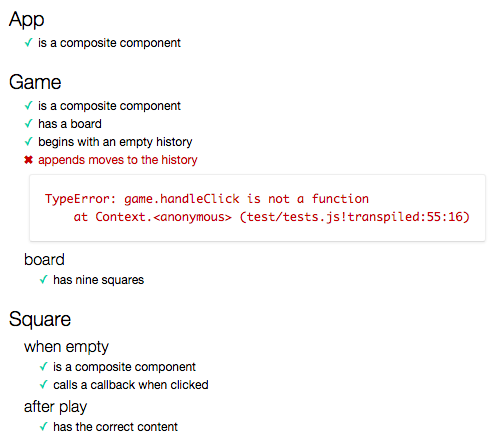 App
✓ is a composite component
Game
✓ is a composite component
✓ has a board
✓ begins with an empty history
✖ appends moves to the history
TypeError: game.handleClick is not a function
at Context.<anonymous> (test/tests.js!transpiled:55:16)
board
✓ has nine squares
Square
when empty
✓ is a composite component
✓ calls a callback when clicked
after play
✓ has the correct content